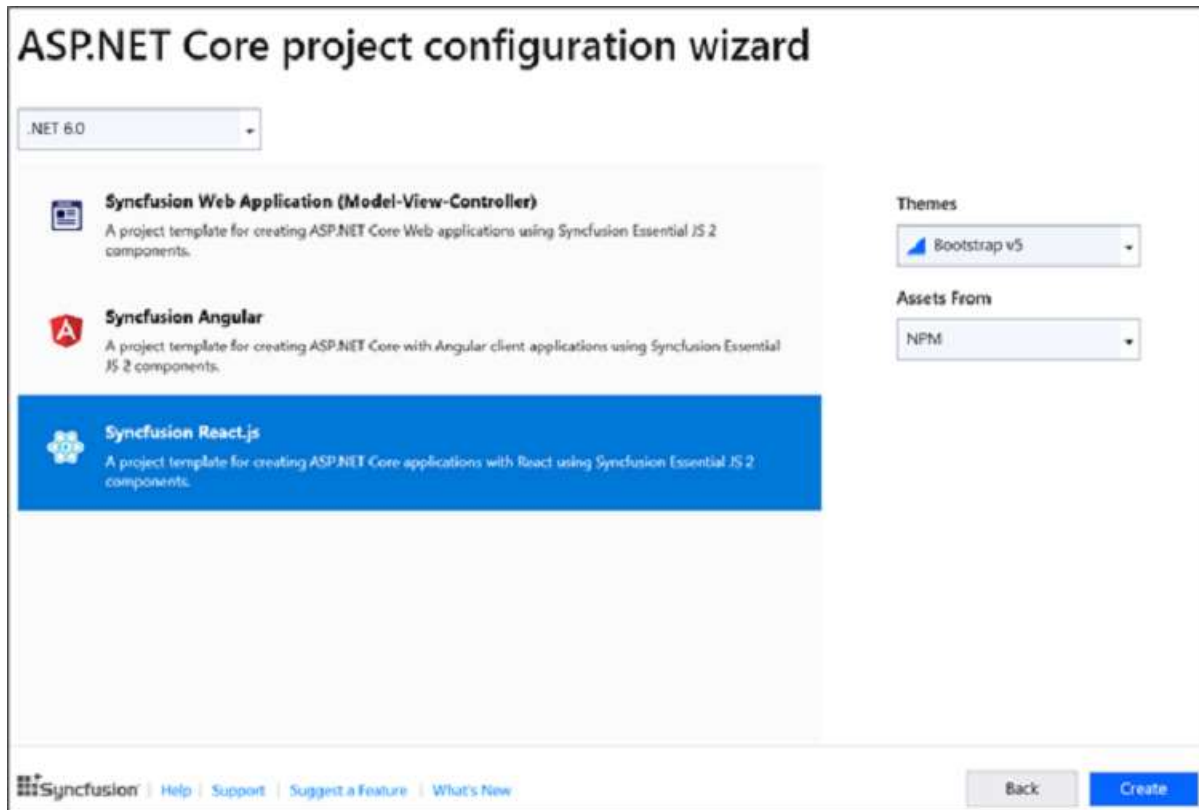 ASP.NET Core project configuration wizard
.NET 6.0
Syncfusion Web Application (Model-View-Controller)
A project template for creating ASP.NET Core Web applications using Syncfusion Essential JS 2
components.
Syncfusion Angular
A project template for creating ASP.NET Core with Angular client applications using Syncfusion Essential
JS 2 components.
Syncfusion React.js
A project template for creating ASP.NET Core applications with React using Syncfusion Essential JS 2
components.
Themes
Bootstrap v5
Assets From
NPM
Syncfusion | Help | Support | Suggest a Feature | What's New
Back
Create